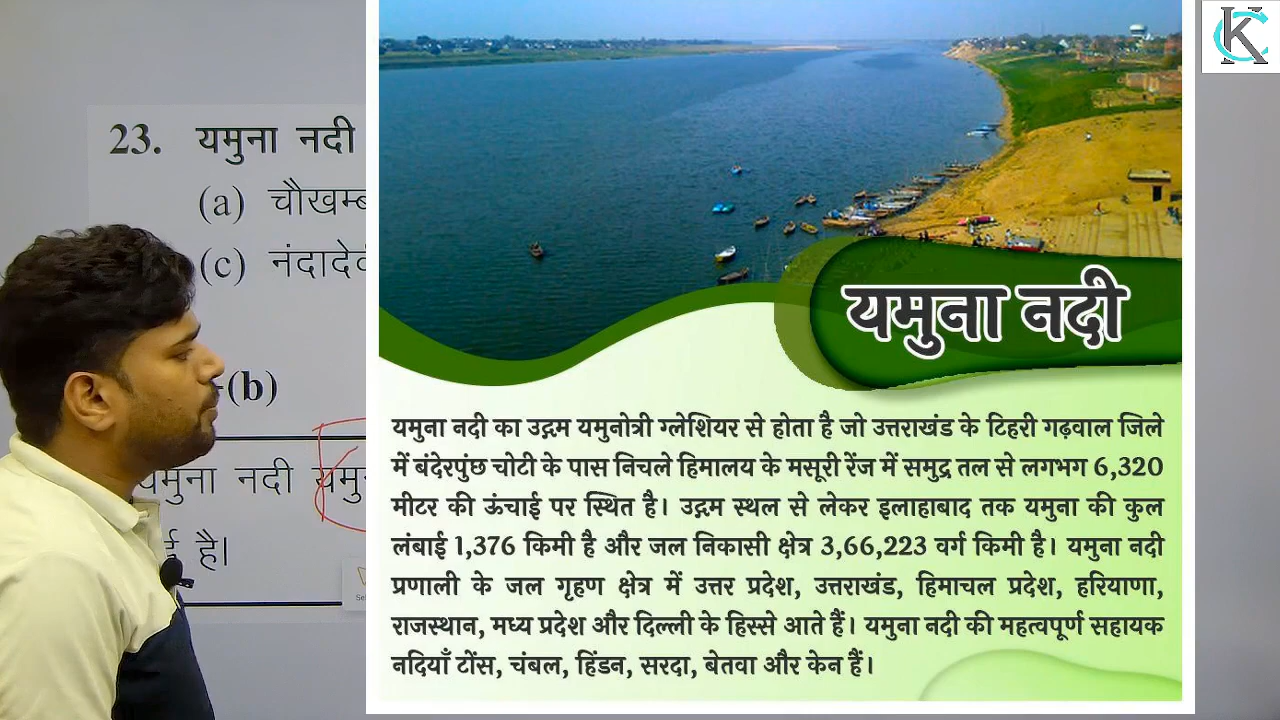 23. यमुना नदी
(a) चौखम्ब
(c) नंदादेवी
(b)
यमुना नदी यमु
ई है।
KC
यमुना नदी
यमुना नदी का उद्गम यमुनोत्री ग्लेशियर से होता है जो उत्तराखंड के टिहरी गढ़वाल जिले
में बंदेरपुंछ चोटी के पास निचले हिमालय के मसूरी रेंज में समुद्र तल से लगभग 6,320
मीटर की ऊंचाई पर स्थित है। उद्गम स्थल से लेकर इलाहाबाद तक यमुना की कुल
लंबाई 1,376 किमी है और जल निकासी क्षेत्र 3,66,223 वर्ग किमी है। यमुना नदी
प्रणाली के जल गृहण क्षेत्र में उत्तर प्रदेश, उत्तराखंड, हिमाचल प्रदेश, हरियाणा,
राजस्थान, मध्य प्रदेश और दिल्ली के हिस्से आते हैं। यमुना नदी की महत्वपूर्ण सहायक
नदियाँ टोंस, चंबल, हिंडन, सरदा, बेतवा और केन हैं।